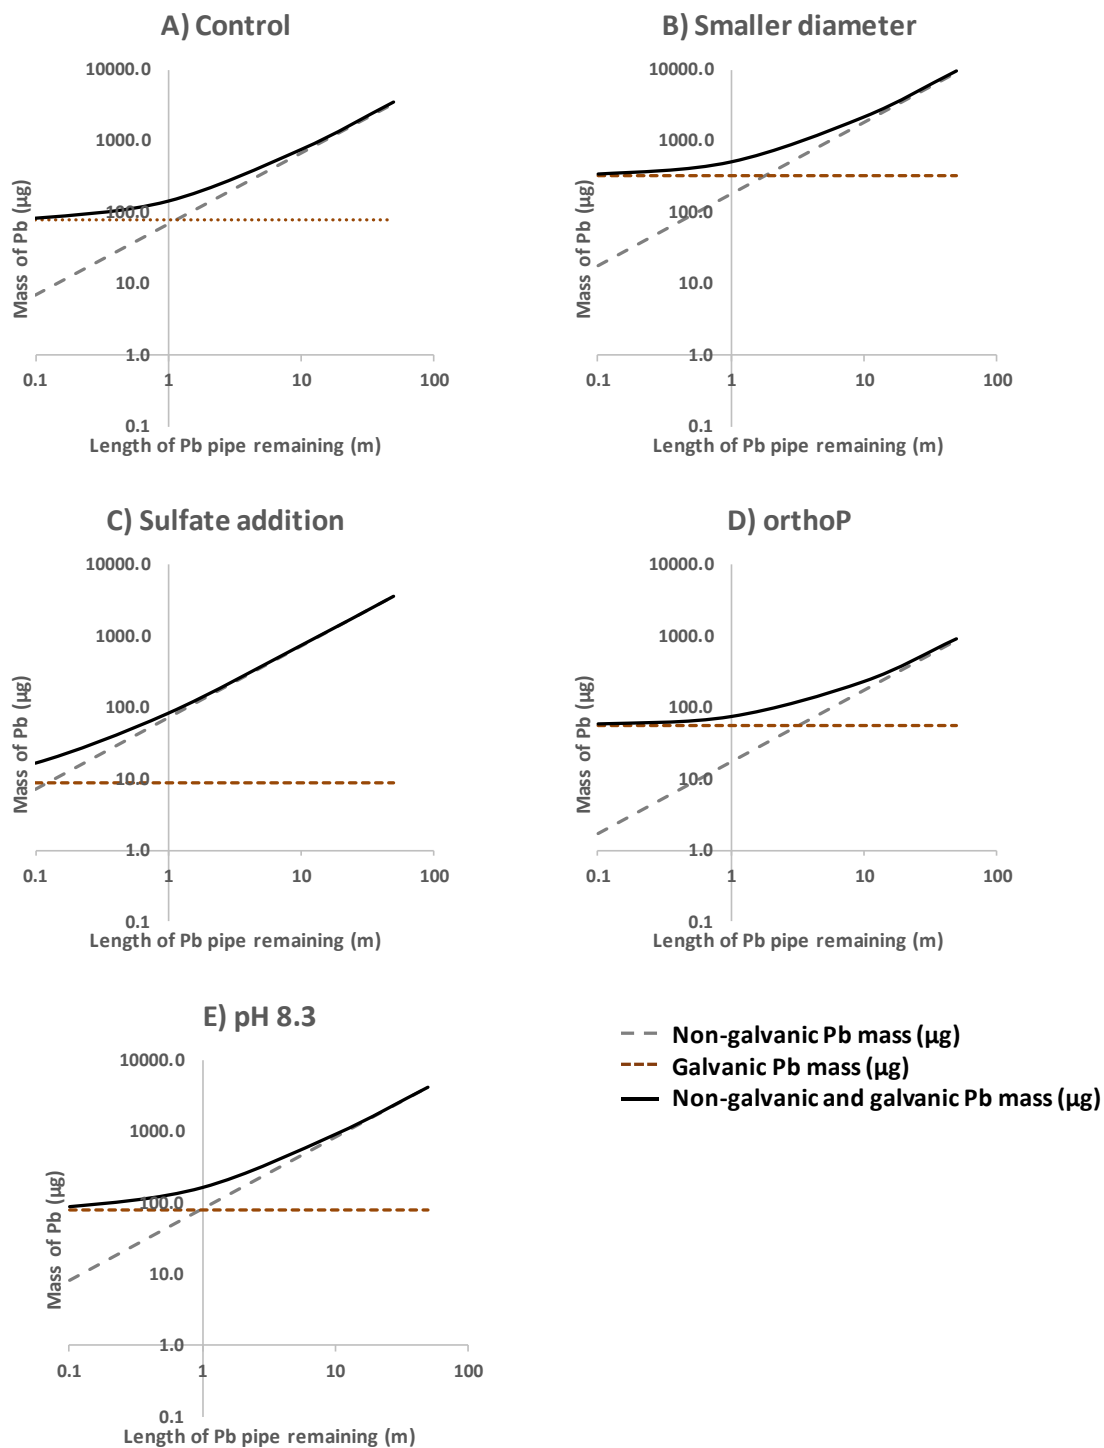 A) Control
10000.0
1000.0
100.0
10.0
1.0
0.1
0.1 1 10 100
Mass of Pb (µg)
Length of Pb pipe remaining (m)
B) Smaller diameter
10000.0
1000.0
100.0
10.0
1.0
0.1
0.1 1 10 100
Mass of Pb (µg)
Length of Pb pipe remaining (m)
C) Sulfate addition
10000.0
1000.0
100.0
10.0
1.0
0.1
0.1 1 10 100
Mass of Pb (µg)
Length of Pb pipe remaining (m)
D) orthoP
10000.0
1000.0
100.0
10.0
1.0
0.1
0.1 1 10 100
Mass of Pb (µg)
Length of Pb pipe remaining (m)
E) pH 8.3
10000.0
1000.0
100.0
10.0
1.0
0.1
0.1 1 10 100
Mass of Pb (µg)
Length of Pb pipe remaining (m)
Non-galvanic Pb mass (µg)
Galvanic Pb mass (µg)
Non-galvanic and galvanic Pb mass (µg)